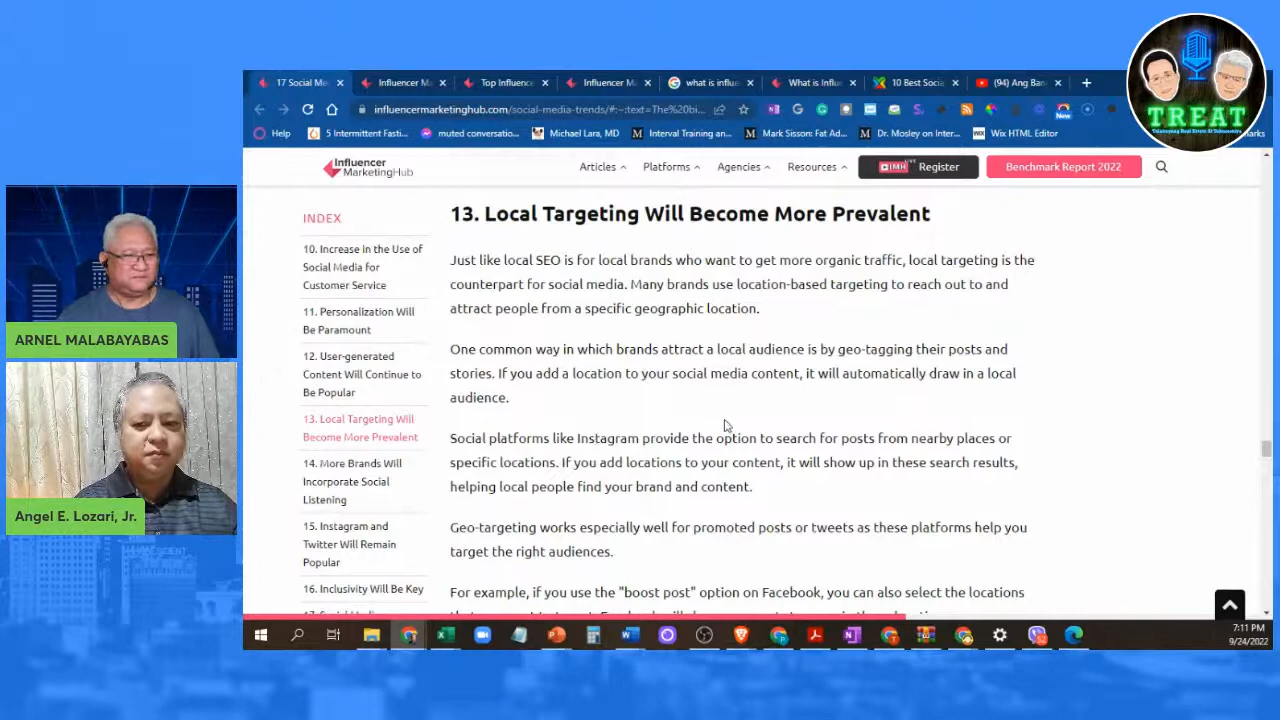 TREAT
17 Social Me
Influencer M
Top Influence
Influencer M
what is influe
What is Influ
10 Best Socia
(94) Ang Ban
influencermarketinghub.com/social-media-trends/#:~:text=The%20bi...
Help
5 Intermittent Fasti...
muted conversatio...
Michael Lara, MD
Interval Training an...
Mark Sisson: Fat Ad...
Dr. Mosley on Inter...
WIX Wix HTML Editor
Influencer
MarketingHub
Articles
Platforms
Agencies
Resources
IMH LIVE Register
Benchmark Report 2022
INDEX
10. Increase in the Use of
Social Media for
Customer Service
11. Personalization Will
Be Paramount
12. User-generated
Content Will Continue to
Be Popular
13. Local Targeting Will
Become More Prevalent
14. More Brands Will
Incorporate Social
Listening
15. Instagram and
Twitter Will Remain
Popular
16. Inclusivity Will Be Key
13. Local Targeting Will Become More Prevalent
Just like local SEO is for local brands who want to get more organic traffic, local targeting is the
counterpart for social media. Many brands use location-based targeting to reach out to and
attract people from a specific geographic location.
One common way in which brands attract a local audience is by geo-tagging their posts and
stories. If you add a location to your social media content, it will automatically draw in a local
audience.
Social platforms like Instagram provide the option to search for posts from nearby places or
specific locations. If you add locations to your content, it will show up in these search results,
helping local people find your brand and content.
Geo-targeting works especially well for promoted posts or tweets as these platforms help you
target the right audiences.
For example, if you use the "boost post" option on Facebook, you can also select the locations
ARNEL MALABAYABAS
Angel E. Lozari, Jr.
7:11 PM
9/24/2022